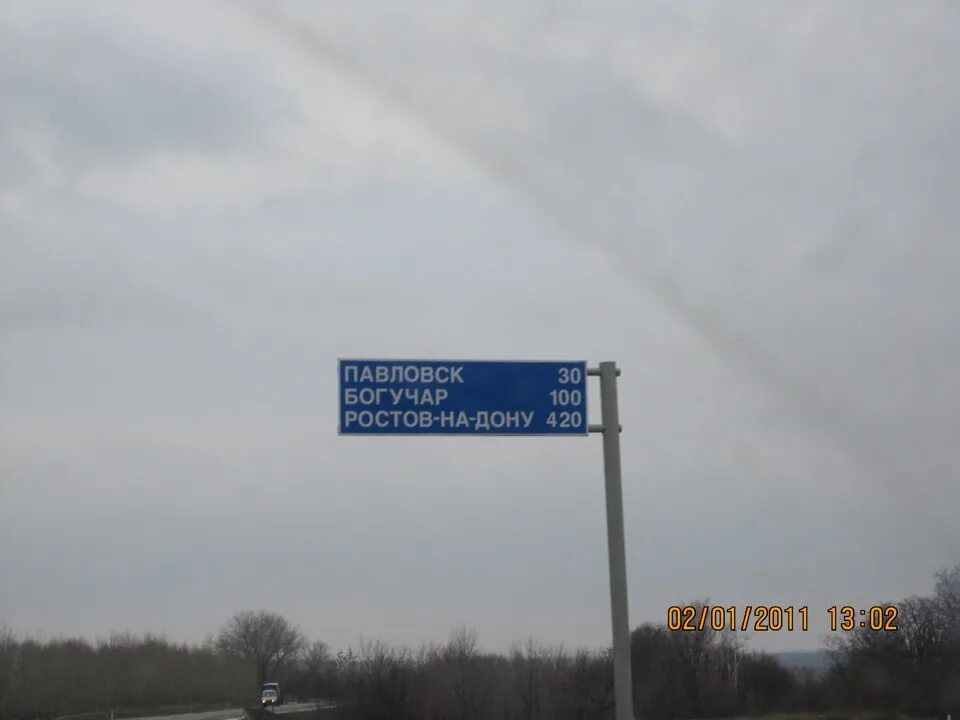 ПАВЛОВСК 30
БОГУЧАР 100
РОСТОВ-НА-ДОНУ 420
02/01/2011 13:02